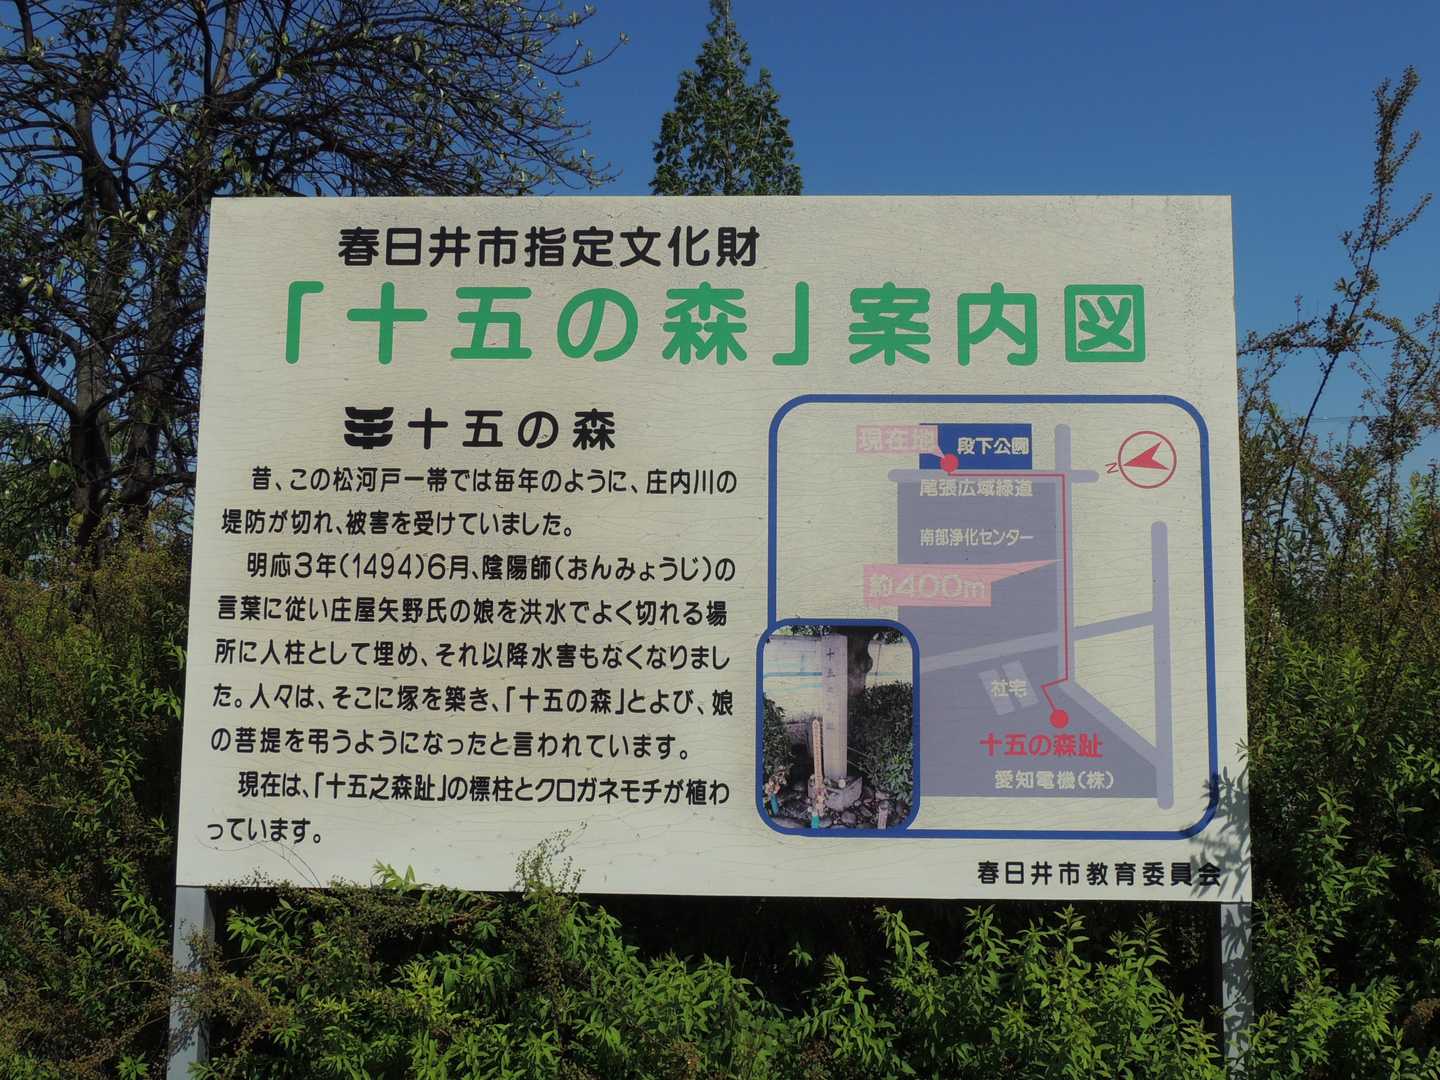 春日井市指定文化財
「十五の森」案内図
十五の森
昔、この松河戸一帯では毎年のように、庄内川の
堤防が切れ、被害を受けていました。
明応3年(1494)6月、陰陽師(おんみょうじ)の
言葉に従い庄屋矢野氏の娘を洪水でよく切れる場
所に人柱として埋め、それ以降水害もなくなりまし
た。人々は、そこに塚を築き、「十五の森」とよび、娘
の菩提を弔うようになったと言われています。
現在は、「十五之森趾」の標柱とクロガネモチが植わ
っています。
現在地
段下公園
N
尾張広域緑道
南部浄化センター
約400m
社宅
十五の森趾
愛知電機(株)
十五之森趾
春日井市教育委員会